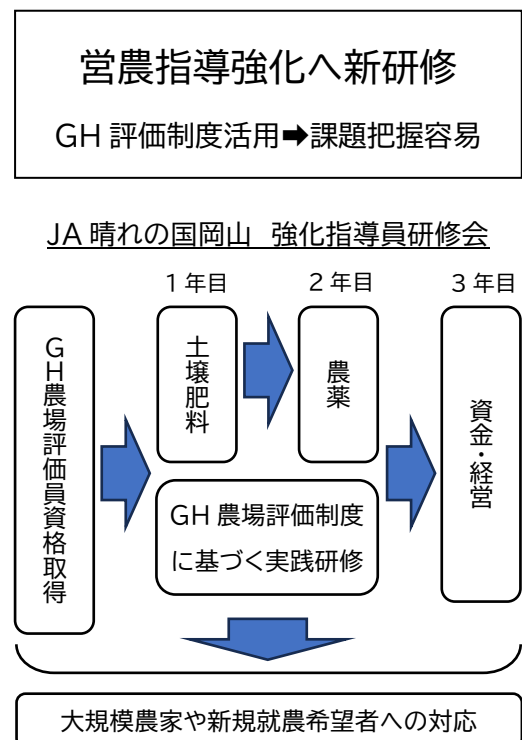 営農指導強化へ新研修
GH 評価制度活用➡課題把握容易
JA 晴れの国岡山 強化指導員研修会
1 年目
2 年目
3 年目
GH農場評価員資格取得
土壌肥料
農薬
資金・経営
GH 農場評価制度
に基づく実践研修
大規模農家や新規就農希望者への対応